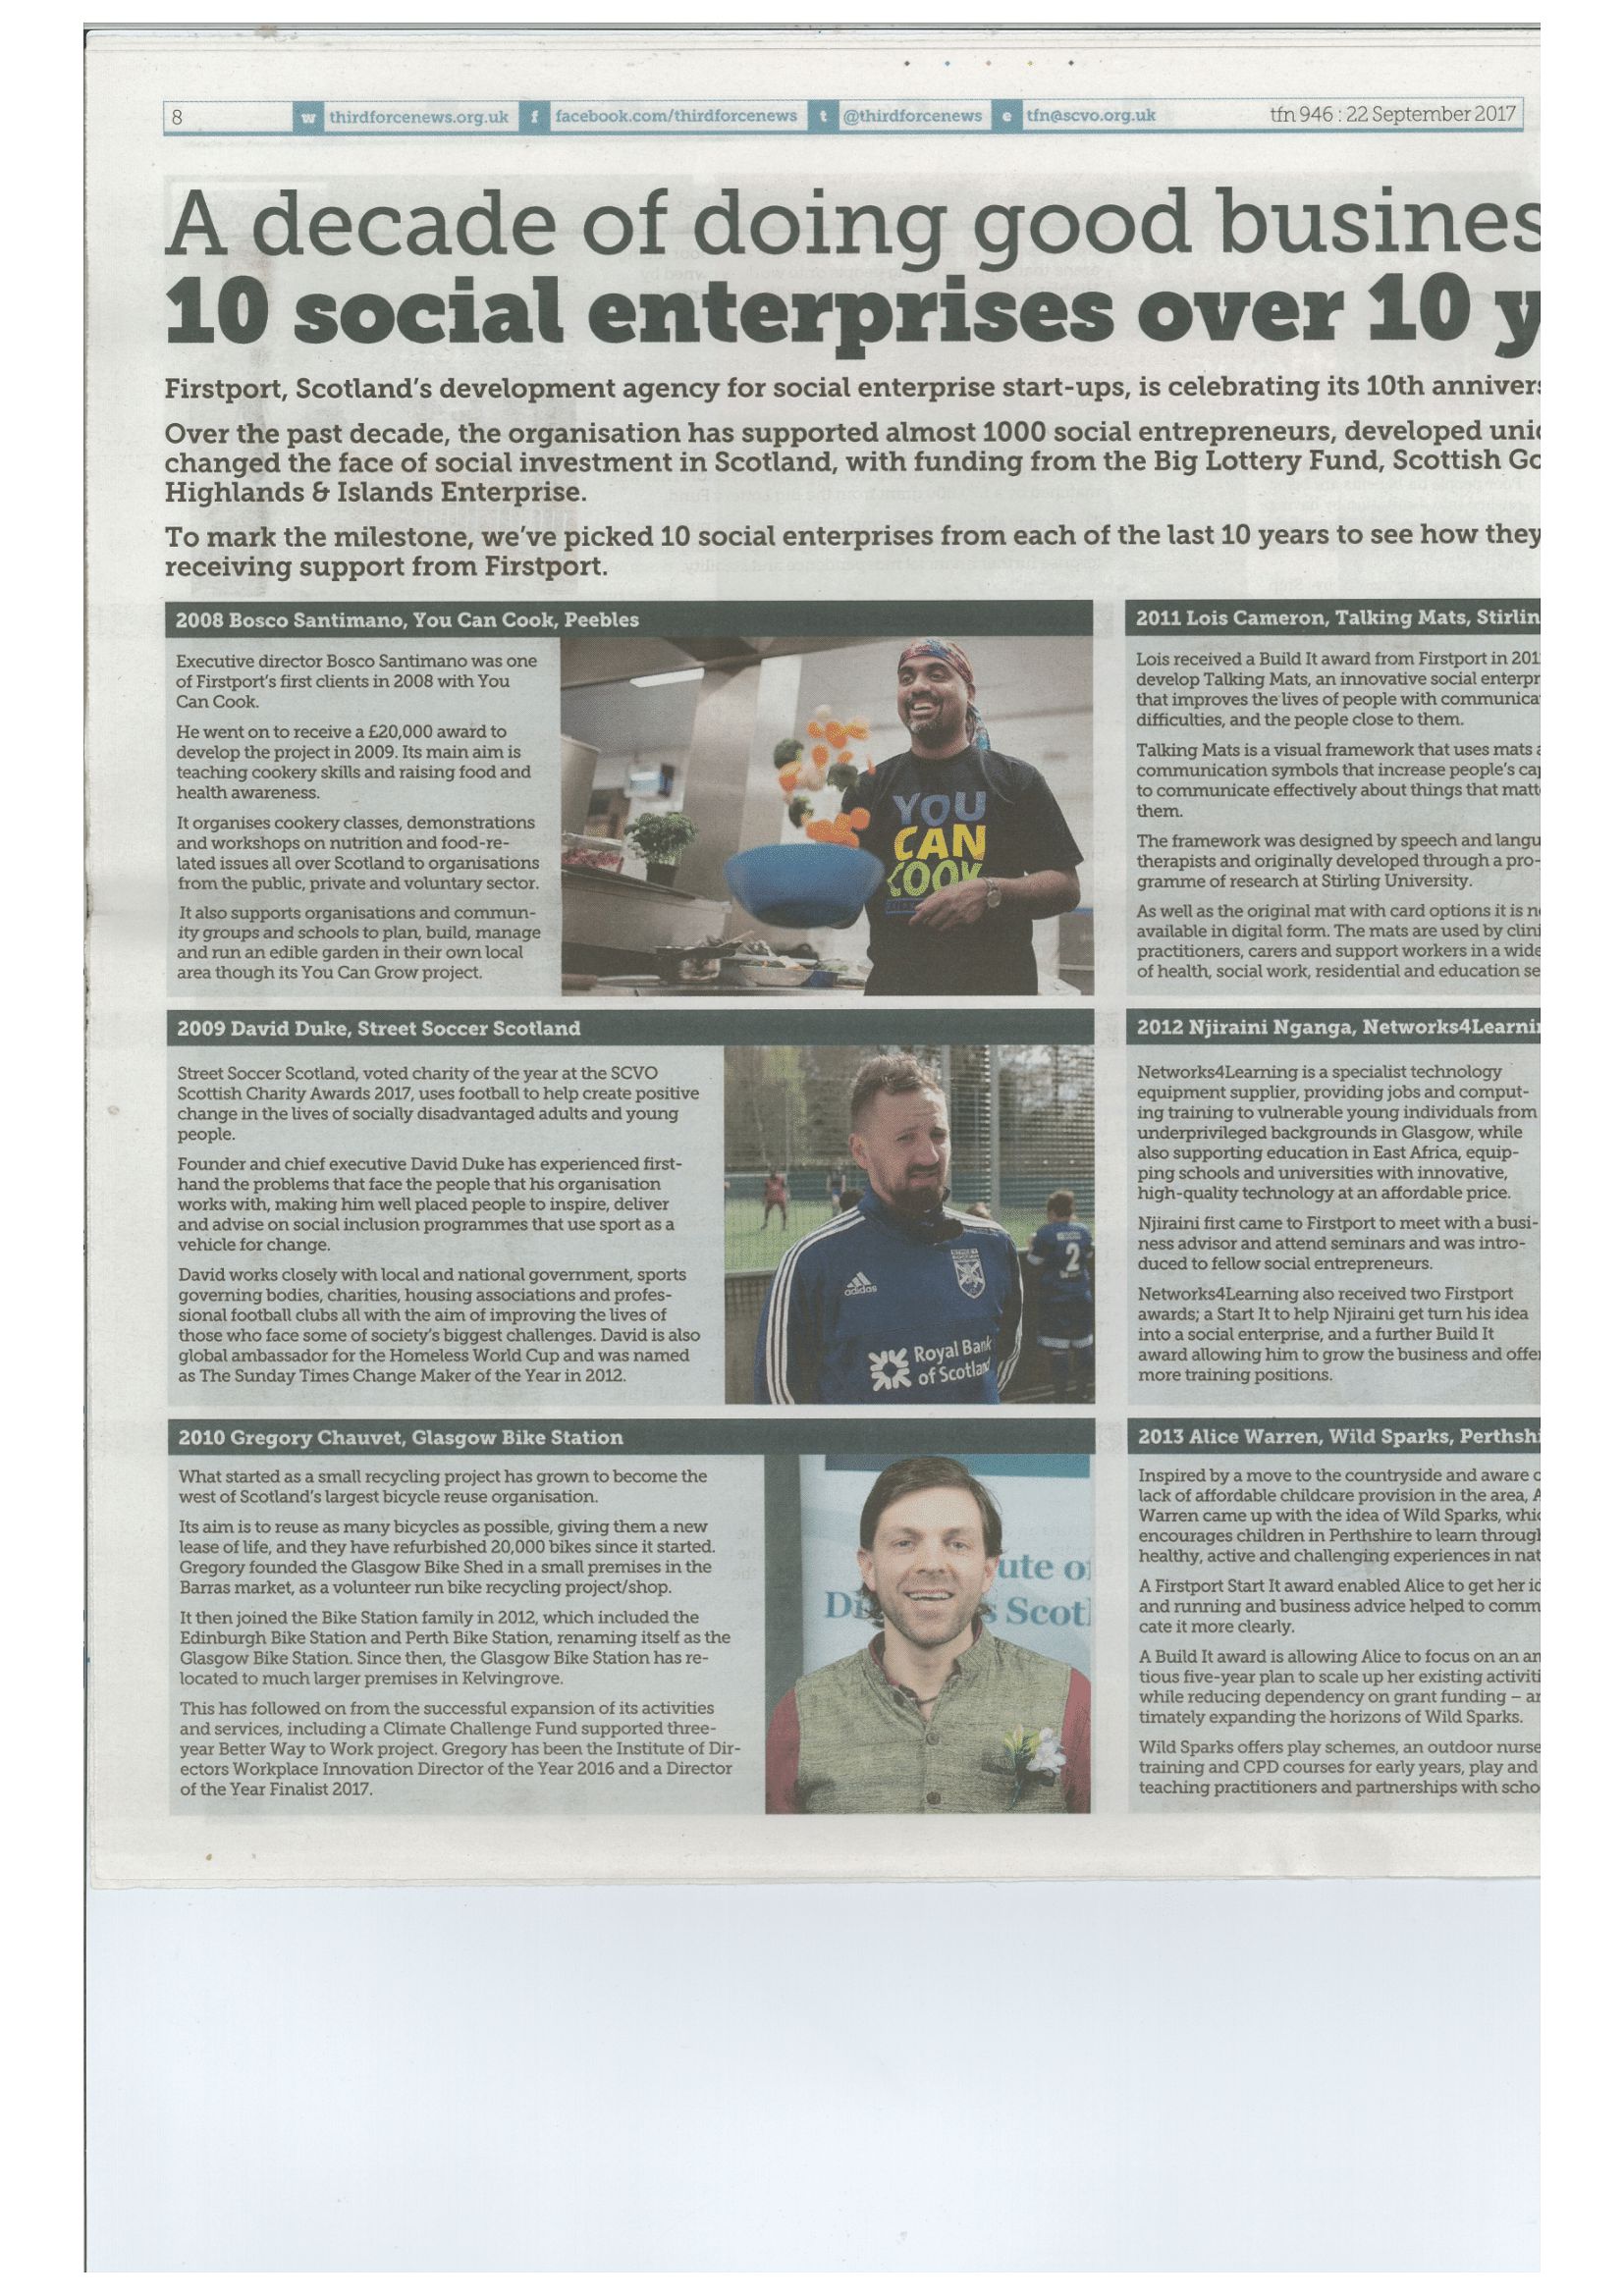 8
w thirdforcenews.org.uk f facebook.com/thirdforcenews t @thirdforcenews e tfn@scvo.org.uk
tfn 946 : 22 September 2017
A decade of doing good busines
10 social enterprises over 10 y
Firstport, Scotland's development agency for social enterprise start-ups, is celebrating its 10th anniver
Over the past decade, the organisation has supported almost 1000 social entrepreneurs, developed uni
changed the face of social investment in Scotland, with funding from the Big Lottery Fund, Scottish Go
Highlands & Islands Enterprise.
To mark the milestone, we've picked 10 social enterprises from each of the last 10 years to see how they
receiving support from Firstport.
2008 Bosco Santimano, You Can Cook, Peebles
Executive director Bosco Santimano was one
of Firstport's first clients in 2008 with You
Can Cook.
He went on to receive a £20,000 award to
develop the project in 2009. Its main aim is
teaching cookery skills and raising food and
health awareness.
It organises cookery classes, demonstrations
and workshops on nutrition and food-re-
lated issues all over Scotland to organisations
from the public, private and voluntary sector.
It also supports organisations and commun-
ity groups and schools to plan, build, manage
and run an edible garden in their own local
area though its You Can Grow project.
YOU
CAN
COOK
2009 David Duke, Street Soccer Scotland
Street Soccer Scotland, voted charity of the year at the SCVO
Scottish Charity Awards 2017, uses football to help create positive
change in the lives of socially disadvantaged adults and young
people.
Founder and chief executive David Duke has experienced first-
hand the problems that face the people that his organisation
works with, making him well placed people to inspire, deliver
and advise on social inclusion programmes that use sport as a
vehicle for change.
David works closely with local and national government, sports
governing bodies, charities, housing associations and profes-
sional football clubs all with the aim of improving the lives of
those who face some of society's biggest challenges. David is also
global ambassador for the Homeless World Cup and was named
as The Sunday Times Change Maker of the Year in 2012.
adidas
2
Royal Bank
of Scotland
2010 Gregory Chauvet, Glasgow Bike Station
What started as a small recycling project has grown to become the
west of Scotland's largest bicycle reuse organisation.
Its aim is to reuse as many bicycles as possible, giving them a new
lease of life, and they have refurbished 20,000 bikes since it started.
Gregory founded the Glasgow Bike Shed in a small premises in the
Barras market, as a volunteer run bike recycling project/shop.
It then joined the Bike Station family in 2012, which included the
Edinburgh Bike Station and Perth Bike Station, renaming itself as the
Glasgow Bike Station. Since then, the Glasgow Bike Station has re-
located to much larger premises in Kelvingrove.
This has followed on from the successful expansion of its activities
and services, including a Climate Challenge Fund supported three-
year Better Way to Work project. Gregory has been the Institute of Dir-
ectors Workplace Innovation Director of the Year 2016 and a Director
of the Year Finalist 2017.
ute of
Di s Scotl
2011 Lois Cameron, Talking Mats, Stirlin
Lois received a Build It award from Firstport in 201
develop Talking Mats, an innovative social enterpr
that improves the lives of people with communica
difficulties, and the people close to them.
Talking Mats is a visual framework that uses mats a
communication symbols that increase people's cap
to communicate effectively about things that matt
them.
The framework was designed by speech and langu
therapists and originally developed through a pro-
gramme of research at Stirling University.
As well as the original mat with card options it is n
available in digital form. The mats are used by clini
practitioners, carers and support workers in a wide
of health, social work, residential and education se
2012 Njiraini Nganga, Networks4Learni
Networks4Learning is a specialist technology
equipment supplier, providing jobs and comput-
ing training to vulnerable young individuals from
underprivileged backgrounds in Glasgow, while
also supporting education in East Africa, equip-
ping schools and universities with innovative,
high-quality technology at an affordable price.
Njiraini first came to Firstport to meet with a busi-
ness advisor and attend seminars and was intro-
duced to fellow social entrepreneurs.
Networks4Learning also received two Firstport
awards; a Start It to help Njiraini get turn his idea
into a social enterprise, and a further Build It
award allowing him to grow the business and offe
more training positions.
2013 Alice Warren, Wild Sparks, Perthshi
Inspired by a move to the countryside and aware o
lack of affordable childcare provision in the area, A
Warren came up with the idea of Wild Sparks, whic
encourages children in Perthshire to learn through
healthy, active and challenging experiences in nat
A Firstport Start It award enabled Alice to get her id
and running and business advice helped to comm
cate it more clearly.
A Build It award is allowing Alice to focus on an am
tious five-year plan to scale up her existing activiti
while reducing dependency on grant funding – an
timately expanding the horizons of Wild Sparks.
Wild Sparks offers play schemes, an outdoor nurse
training and CPD courses for early years, play and
teaching practitioners and partnerships with scho